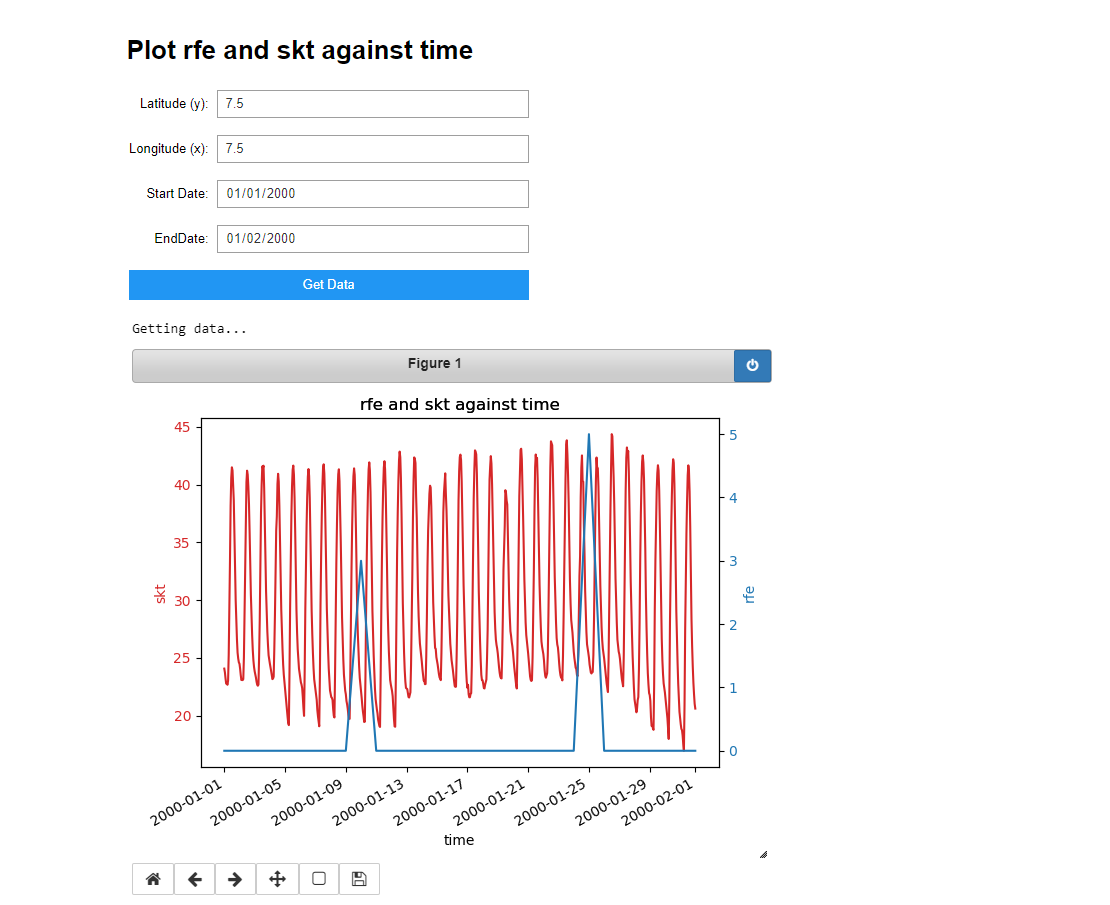 Plot rfe and skt against time
Latitude (y): 7.5
Longitude (x): 7.5
Start Date: 01/01/2000
EndDate: 01/02/2000
Get Data
Getting data...
Figure 1
rfe and skt against time
45
40
35
30
25
20
skt
5
4
3
2
1
0
rfe
2000-01-01
2000-01-05
2000-01-09
2000-01-13
2000-01-17
2000-01-21
2000-01-25
2000-01-29
2000-02-01
time